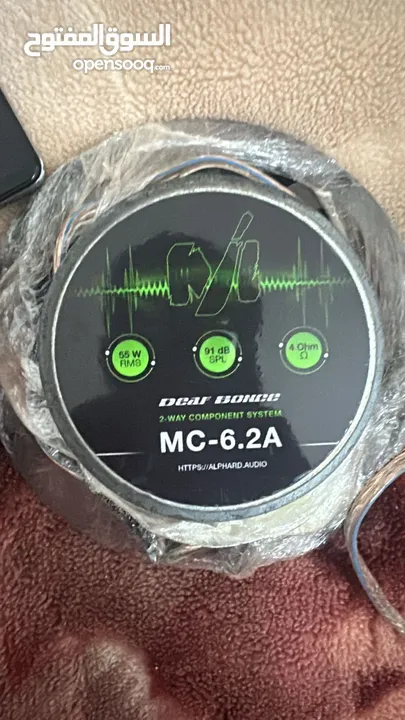 السوق المفتوح
opensooq.com
55 W
RMS
91 dB
SPL
4 Ohm
Ω
Deaf Bonce
2-WAY COMPONENT SYSTEM
MC-6.2A
HTTPS://ALPHARD.AUDIO